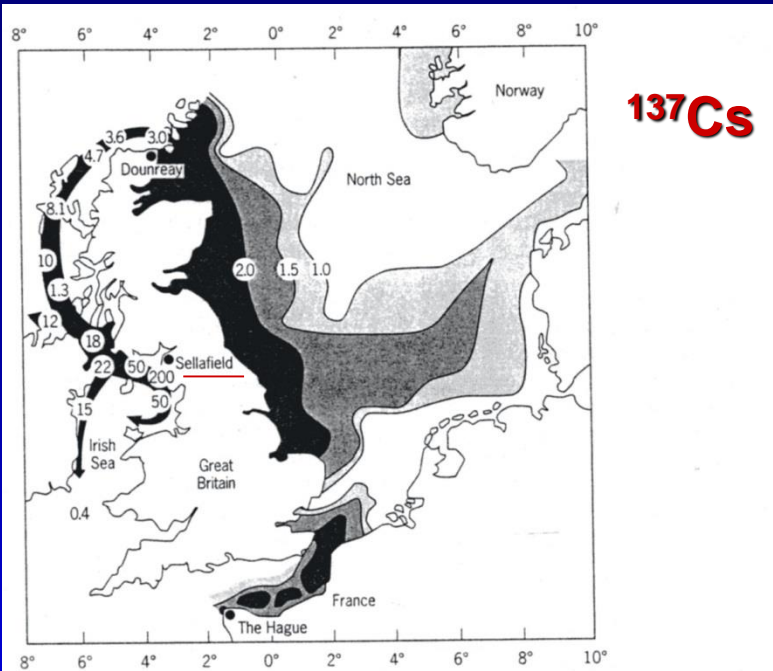 8° 6° 4° 2° 0° 2° 4° 6° 8° 10°
Norway
137Cs
3.6 3.0
4.7
Dounreay
North Sea
8.1
10
2.0 1.5 1.0
1.3
12
18
22 50 Sellafield
200
15 50
Irish
Sea
Great
Britain
0.4
France
The Hague
8° 6° 4° 2° 0° 2° 4° 6° 8° 10°